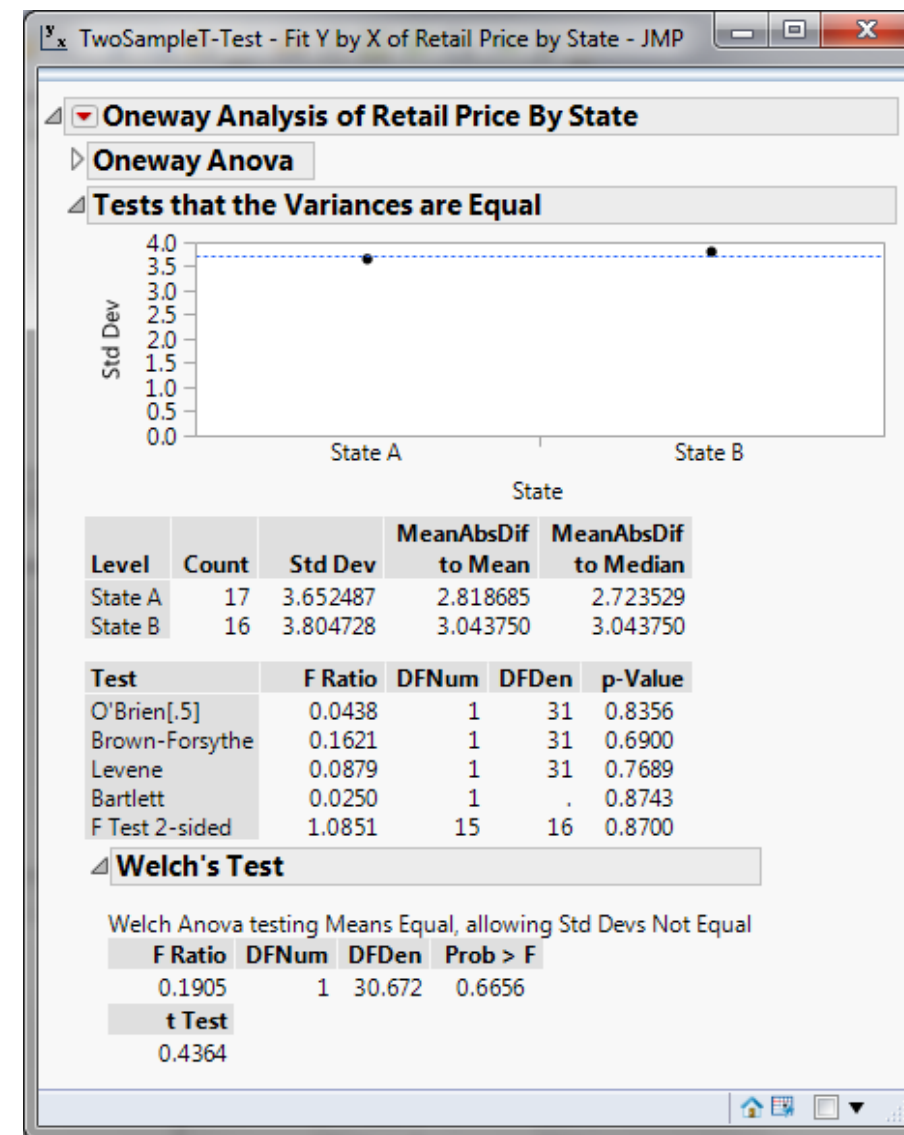 TwoSampleT-Test - Fit Y by X of Retail Price by State - JMP
Oneway Analysis of Retail Price By State
Oneway Anova
Tests that the Variances are Equal
4.0
3.5
3.0
2.5
2.0
1.5
1.0
0.5
0.0
Std Dev
State A State B
State
MeanAbsDif MeanAbsDif
Level Count Std Dev to Mean to Median
State A 17 3.652487 2.818685 2.723529
State B 16 3.804728 3.043750 3.043750
Test F Ratio DFNum DFDen p-Value
O'Brien[.5] 0.0438 1 31 0.8356
Brown-Forsythe 0.1621 1 31 0.6900
Levene 0.0879 1 31 0.7689
Bartlett 0.0250 1 . 0.8743
F Test 2-sided 1.0851 15 16 0.8700
Welch's Test
Welch Anova testing Means Equal, allowing Std Devs Not Equal
F Ratio DFNum DFDen Prob > F
0.1905 1 30.672 0.6656
t Test
0.4364